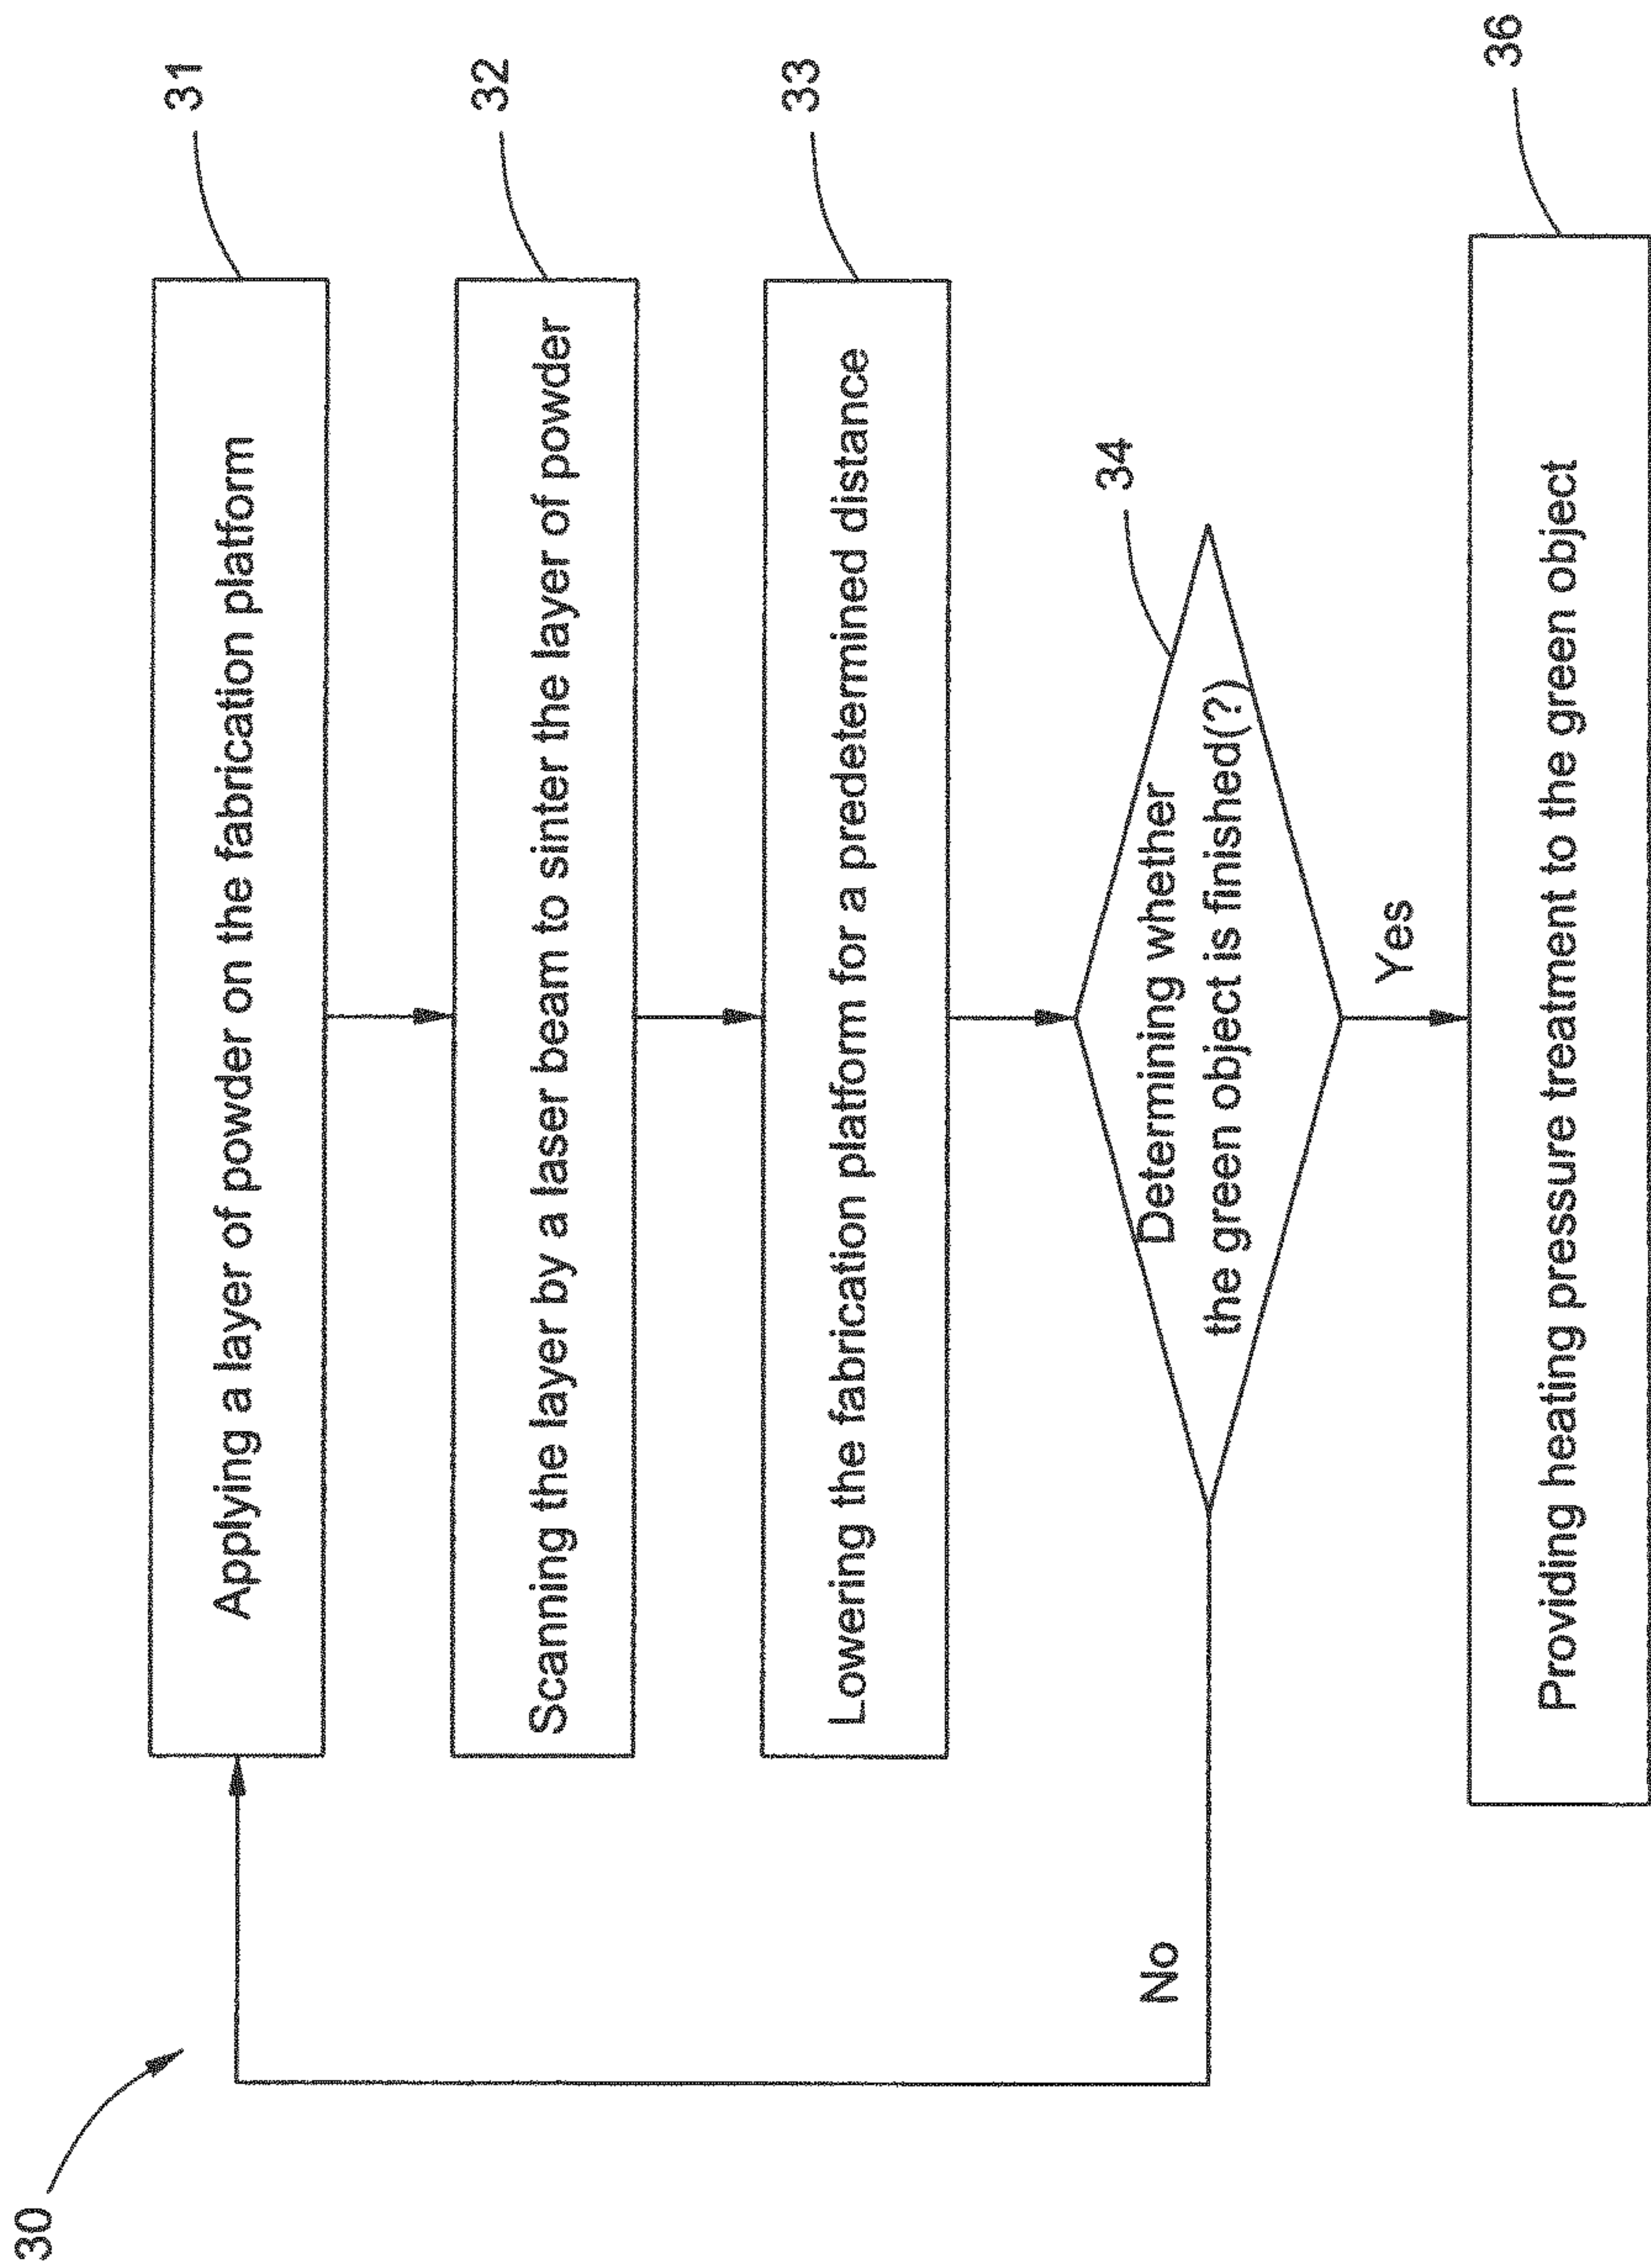 30
Applying a layer of powder on the fabrication platform
31
Scanning the layer by a laser beam to sinter the layer of powder
32
Lowering the fabrication platform for a predetermined distance
33
Determining whether
the green object is finished(?)
34
No
Yes
Providing heating pressure treatment to the green object
36